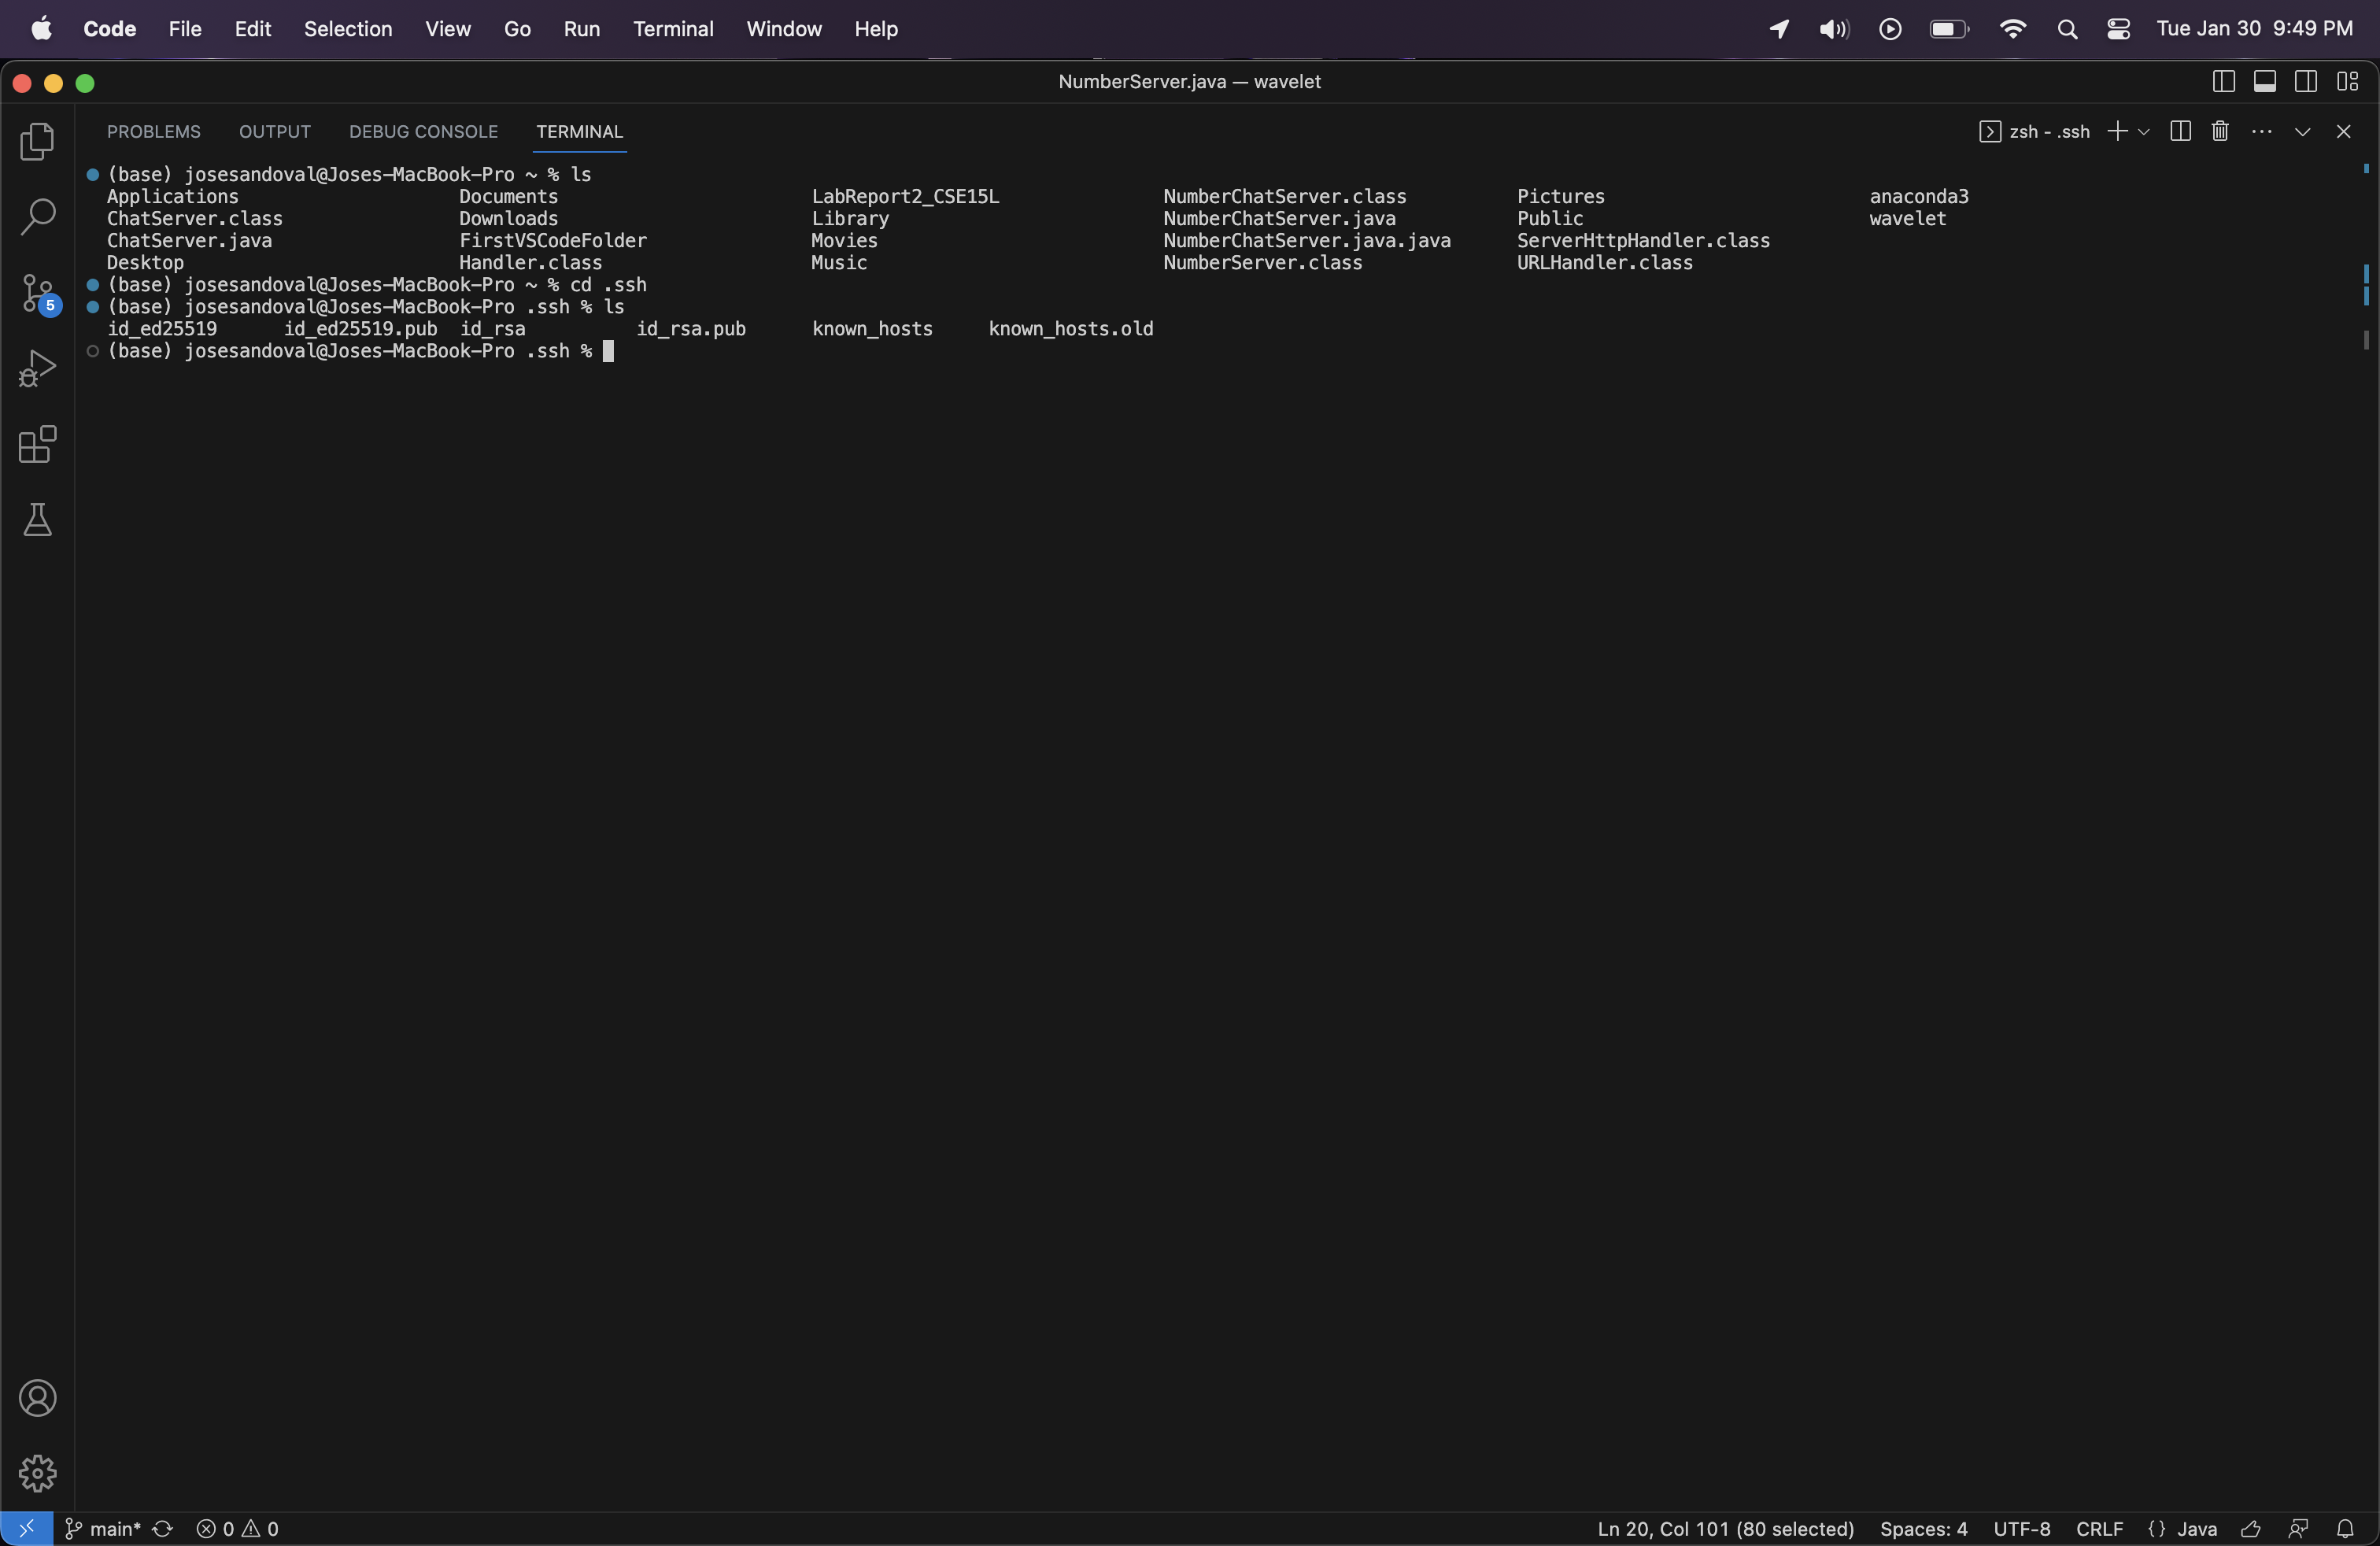 Code File Edit Selection View Go Run Terminal Window Help Tue Jan 30 9:49 PM
NumberServer.java — wavelet
PROBLEMS OUTPUT DEBUG CONSOLE TERMINAL zsh - .ssh
(base) josesandoval@Joses-MacBook-Pro ~ % ls
Applications Documents LabReport2_CSE15L NumberChatServer.class Pictures anaconda3
ChatServer.class Downloads Library NumberChatServer.java Public wavelet
ChatServer.java FirstVSCodeFolder Movies NumberChatServer.java.java ServerHttpHandler.class
Desktop Handler.class Music NumberServer.class URLHandler.class
(base) josesandoval@Joses-MacBook-Pro ~ % cd .ssh
(base) josesandoval@Joses-MacBook-Pro .ssh % ls
id_ed25519 id_ed25519.pub id_rsa id_rsa.pub known_hosts known_hosts.old
(base) josesandoval@Joses-MacBook-Pro .ssh %
5
main* 0 0 Ln 20, Col 101 (80 selected) Spaces: 4 UTF-8 CRLF {} Java